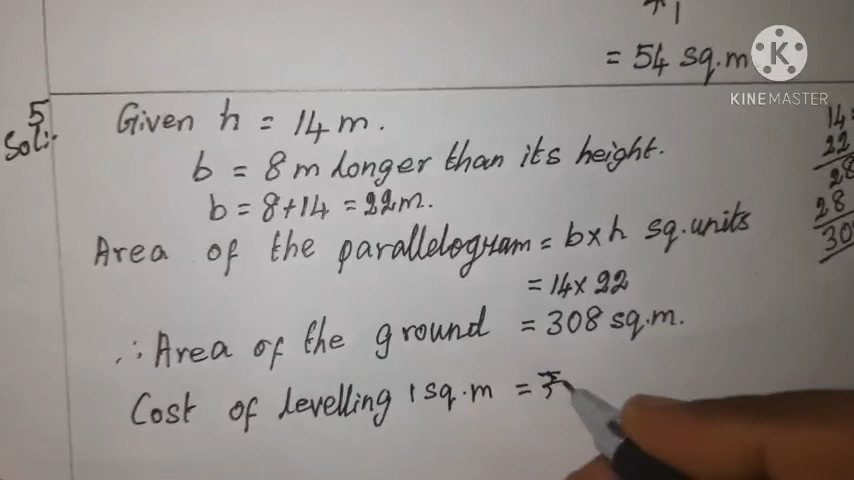 = 54 sq.m
KINEMASTER
5
Sol:.
Given h = 14 m.
b = 8 m longer than its height.
b = 8+14 = 22m.
Area of the parallelogram = b×h sq.units
= 14 × 22
∴ Area of the ground = 308 sq.m.
Cost of levelling 1 sq.m = ₹
14
22
28
28
30